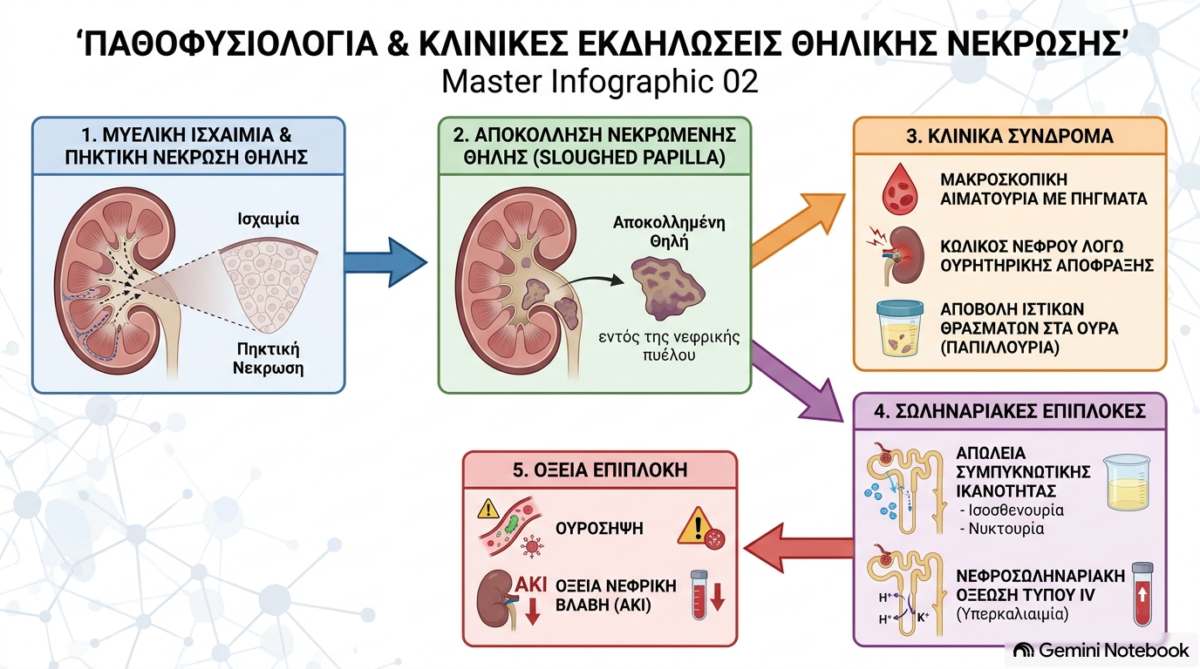 ‘ΠΑΘΟΦΥΣΙΟΛΟΓΙΑ & ΚΛΙΝΙΚΕΣ ΕΚΔΗΛΩΣΕΙΣ ΘΗΛΙΚΗΣ ΝΕΚΡΩΣΗΣ’
Master Infographic 02
1. ΜΥΕΛΙΚΗ ΙΣΧΑΙΜΙΑ &
ΠΗΚΤΙΚΗ ΝΕΚΡΩΣΗ ΘΗΛΗΣ
Ισχαιμία
Πηκτική
Νεκρωση
2. ΑΠΟΚΟΛΛΗΣΗ ΝΕΚΡΩΜΕΝΗΣ
ΘΗΛΗΣ (SLOUGHED PAPILLA)
Αποκολλημένη
Θηλή
εντός της νεφρικής
πυέλου
3. ΚΛΙΝΙΚΑ ΣΥΝΔΡΟΜΑ
ΜΑΚΡΟΣΚΟΠΙΚΗ
ΑΙΜΑΤΟΥΡΙΑ ΜΕ ΠΗΓΜΑΤΑ
ΚΩΛΙΚΟΣ ΝΕΦΡΟΥ ΛΟΓΩ
ΟΥΡΗΤΗΡΙΚΗΣ ΑΠΟΦΡΑΞΗΣ
ΑΠΟΒΟΛΗ ΙΣΤΙΚΩΝ
ΘΡΑΣΜΑΤΩΝ ΣΤΑ ΟΥΡΑ
(ΠΑΠΙΛΛΟΥΡΙΑ)
4. ΣΩΛΗΝΑΡΙΑΚΕΣ ΕΠΙΠΛΟΚΕΣ
ΑΠΩΛΕΙΑ
ΣΥΜΠΥΚΝΩΤΙΚΗΣ
ΙΚΑΝΟΤΗΤΑΣ
- Ισοσθενουρία
- Νυκτουρία
ΝΕΦΡΟΣΩΛΗΝΑΡΙΑΚΗ
ΟΞΕΩΣΗ ΤΥΠΟΥ IV
(Υπερκαλιαιμία)
H⁺
H⁺
K⁺
5. ΟΞΕΙΑ ΕΠΙΠΛΟΚΗ
ΟΥΡΟΣΗΨΗ
AKI
ΟΞΕΙΑ ΝΕΦΡΙΚΗ
ΒΛΑΒΗ (AKI)
Gemini Notebook